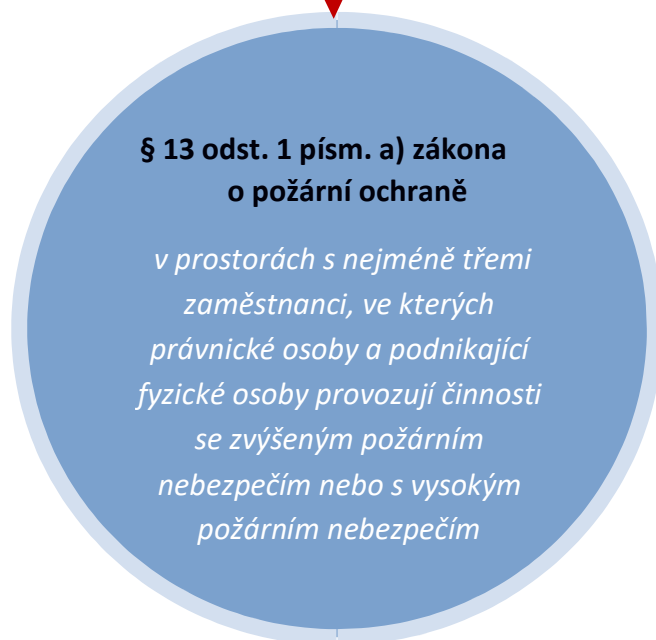 § 13 odst. 1 písm. a) zákona
o požární ochraně
v prostorách s nejméně třemi
zaměstnanci, ve kterých
právnické osoby a podnikající
fyzické osoby provozují činnosti
se zvýšeným požárním
nebezpečím nebo s vysokým
požárním nebezpečím